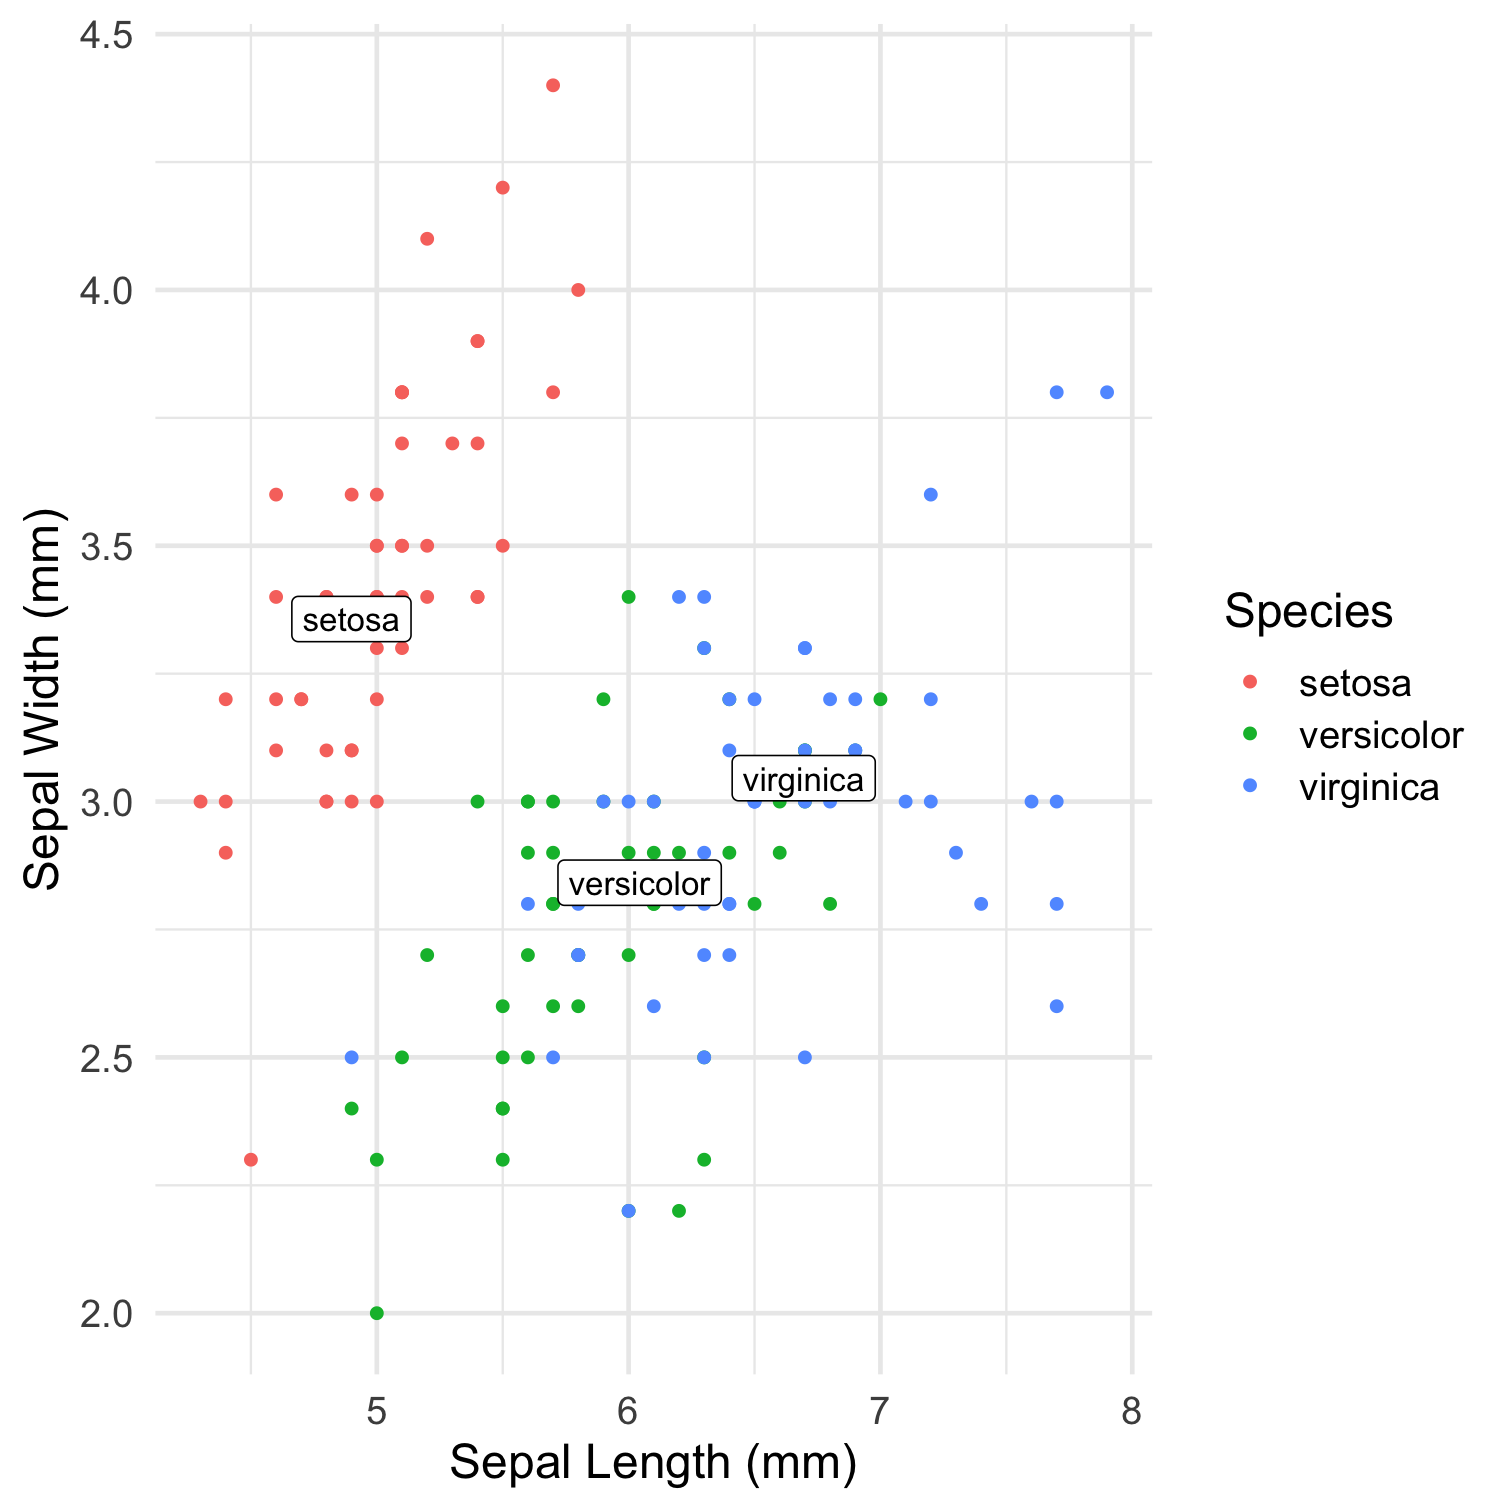 4.5
4.0
3.5
3.0
2.5
2.0
Sepal Width (mm)
setosa
virginica
versicolor
5 6 7 8
Sepal Length (mm)
Species
setosa
versicolor
virginica